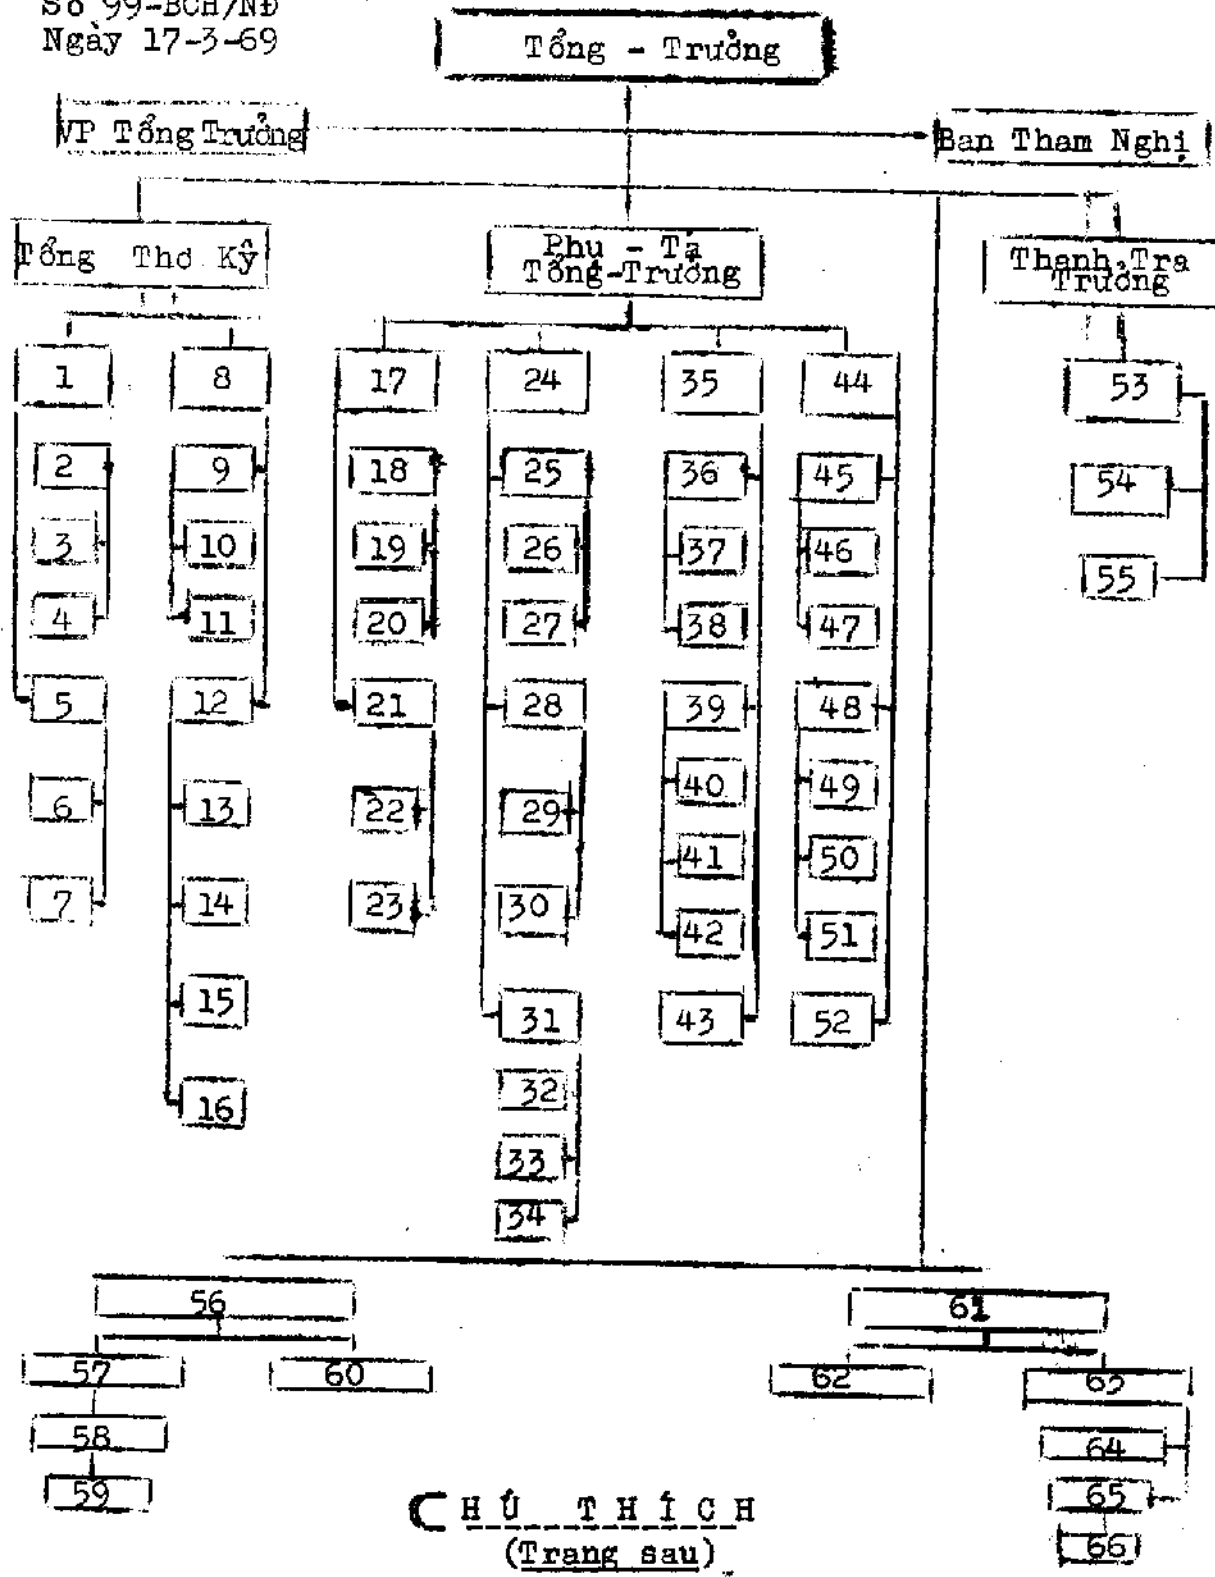 Số 99-BCH/NĐ
Ngày 17-3-69
Tổng - Trưởng
VP Tổng Trưởng
Ban Tham Nghị
Tổng Thơ Ký
Phụ - Tá
Tổng-Trưởng
Thanh Tra
Trưởng
1 8 17 24 35 44 53
2 9 18 25 36 45 54
3 10 19 26 37 46 55
4 11 20 27 38 47
5 12 21 28 39 48
6 13 22 29 40 49
41 50
7 14 23 30 42 51
15 31 43 52
16 32
33
34
56 61
57 60 62 63
58 64
59 65
66
CHÚ THÍCH
(Trang sau)